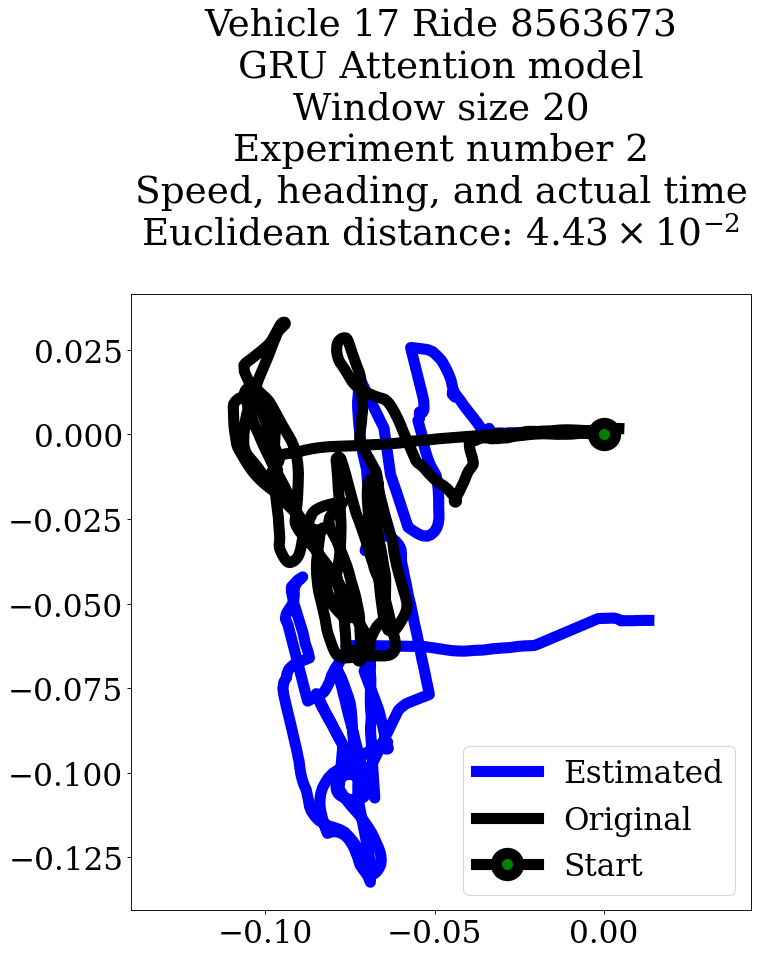 Vehicle 17 Ride 8563673
GRU Attention model
Window size 20
Experiment number 2
Speed, heading, and actual time
Euclidean distance: 4.43 × 10⁻²
0.025
0.000
−0.025
−0.050
−0.075
−0.100
−0.125
Estimated
Original
Start
−0.10
−0.05
0.00